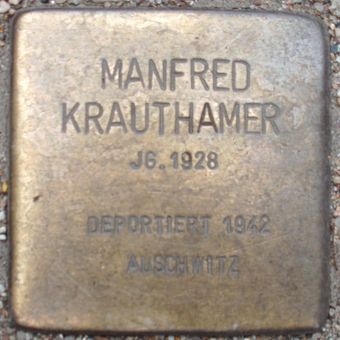 MANFRED
KRAUTHAMER
JG. 1928
DEPORTIERT 1942
AUSCHWITZ